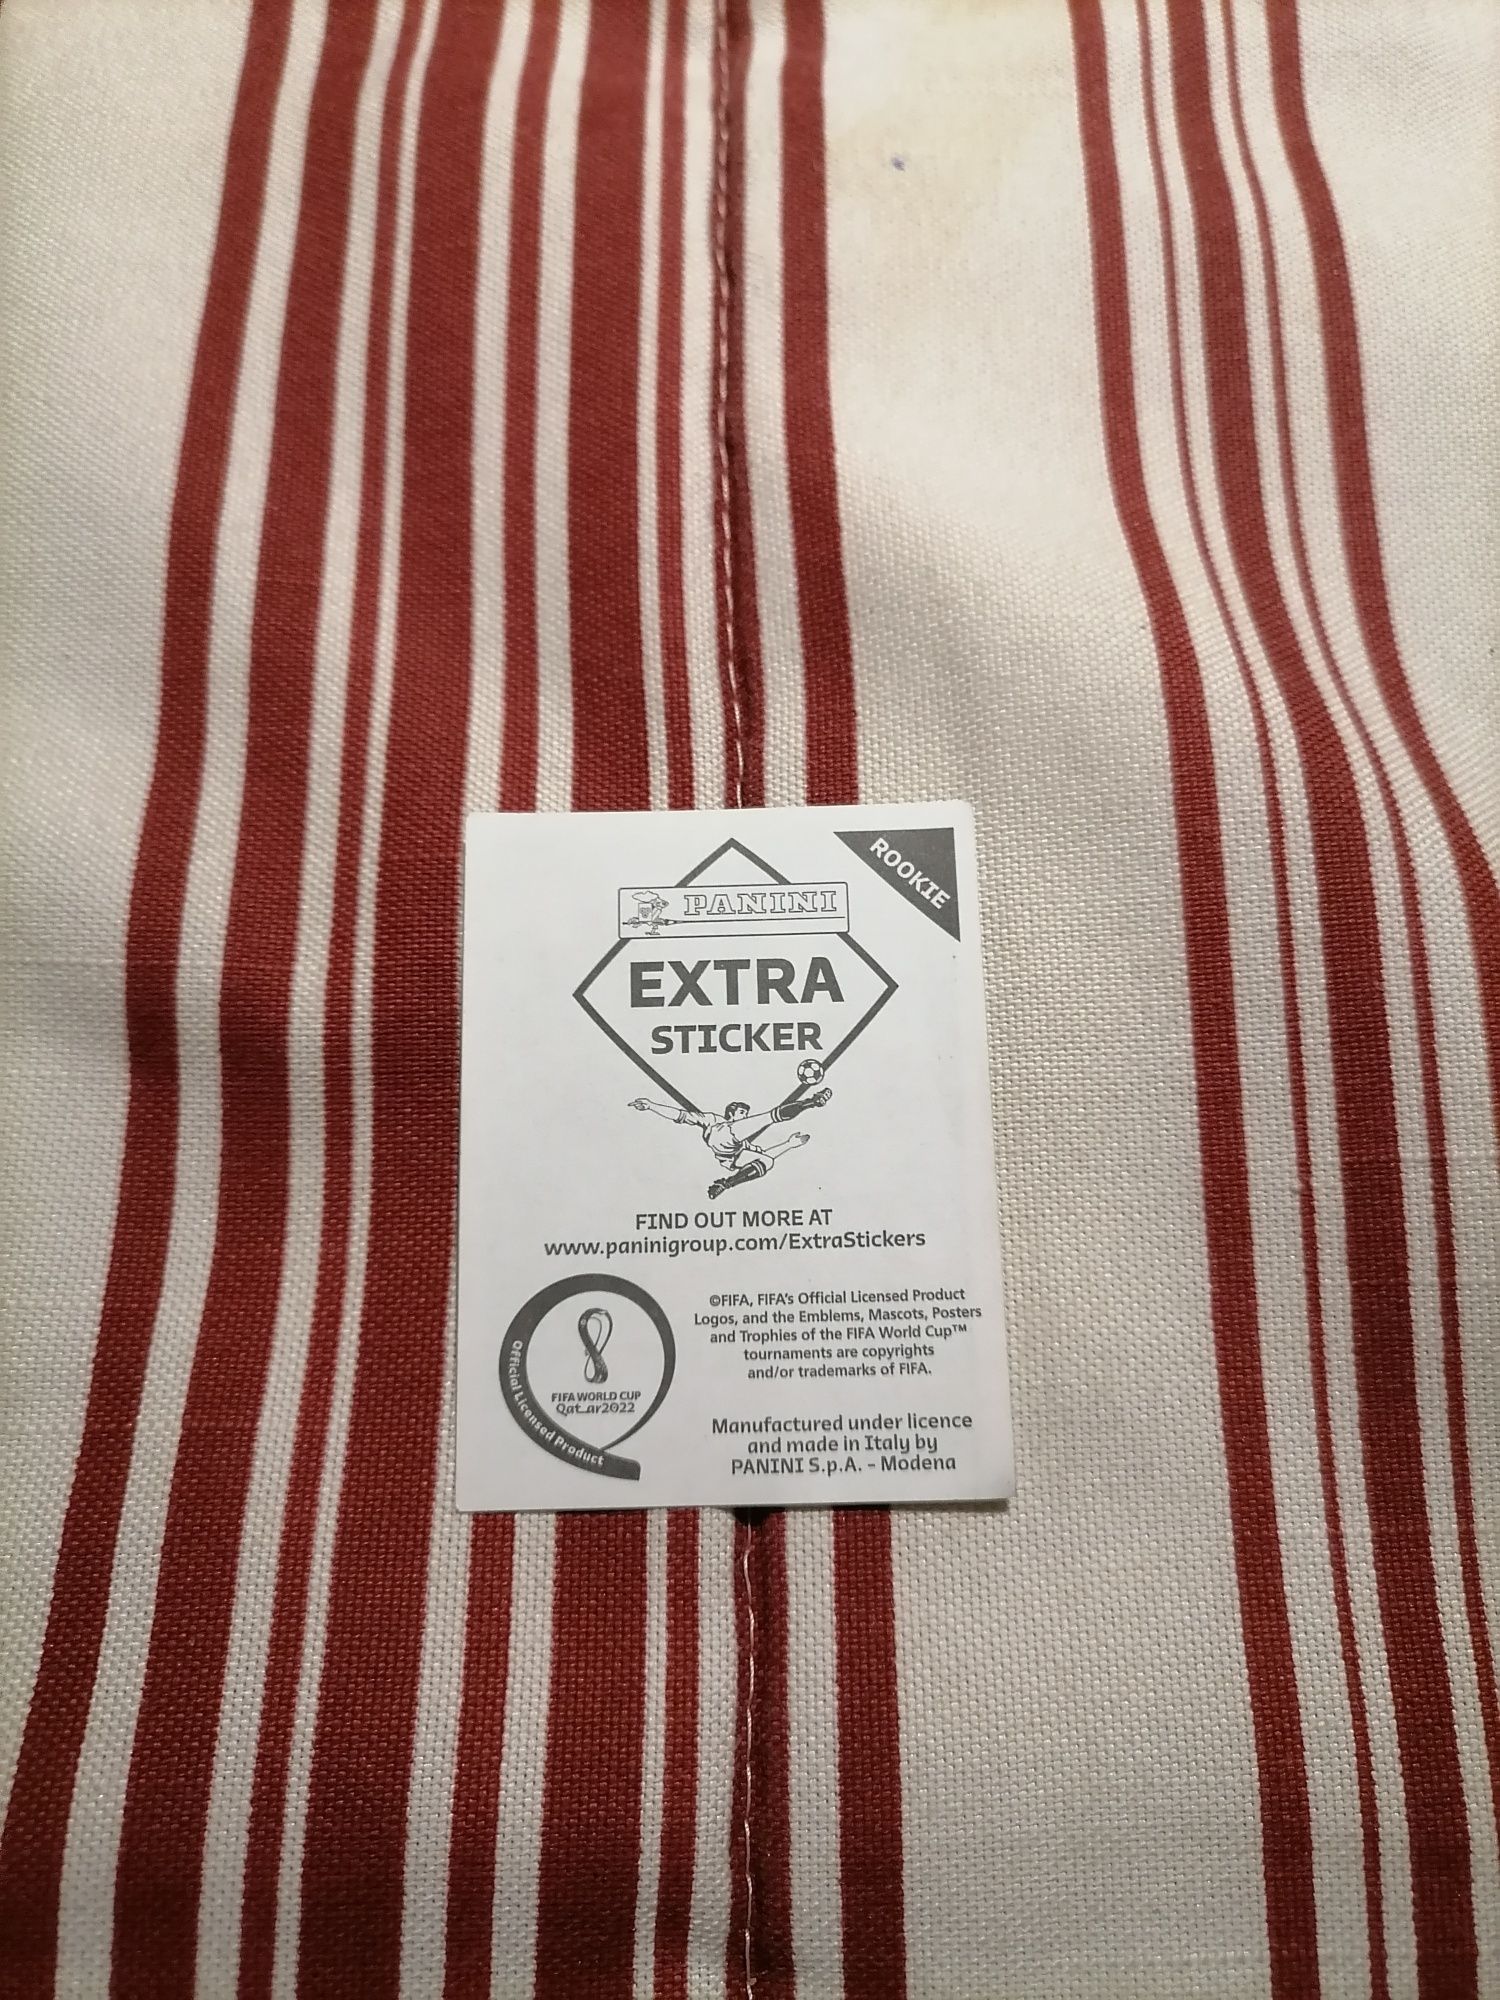 ROOKIE
PANINI
EXTRA
STICKER
FIND OUT MORE AT
www.paninigroup.com/ExtraStickers
Official Licensed Product
FIFA WORLD CUP
Qatar2022
©FIFA, FIFA's Official Licensed Product
Logos, and the Emblems, Mascots, Posters
and Trophies of the FIFA World Cup™
tournaments are copyrights
and/or trademarks of FIFA.
Manufactured under licence
and made in Italy by
PANINI S.p.A. - Modena